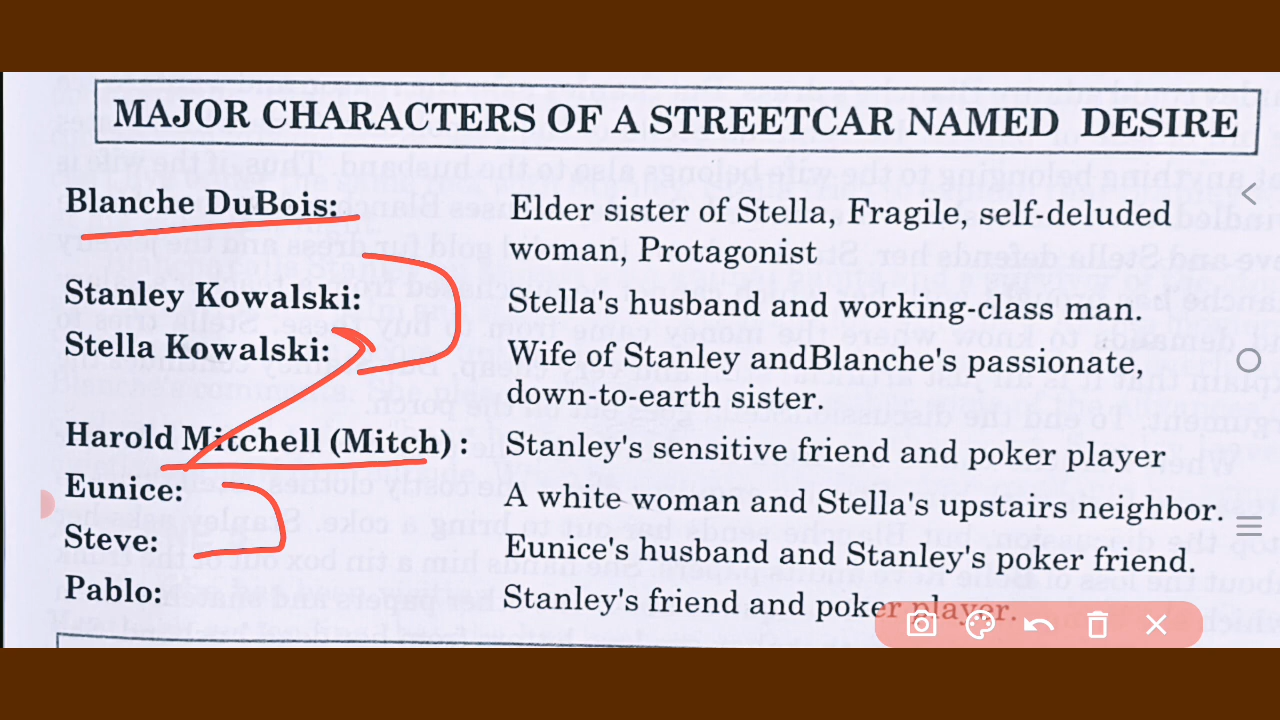 MAJOR CHARACTERS OF A STREETCAR NAMED DESIRE
Blanche DuBois: Elder sister of Stella, Fragile, self-deluded
woman, Protagonist
Stanley Kowalski: Stella's husband and working-class man.
Stella Kowalski: Wife of Stanley andBlanche's passionate,
down-to-earth sister.
Harold Mitchell (Mitch) : Stanley's sensitive friend and poker player.
Eunice: A white woman and Stella's upstairs neighbor.
Steve: Eunice's husband and Stanley's poker friend.
Pablo: Stanley's friend and poker player.